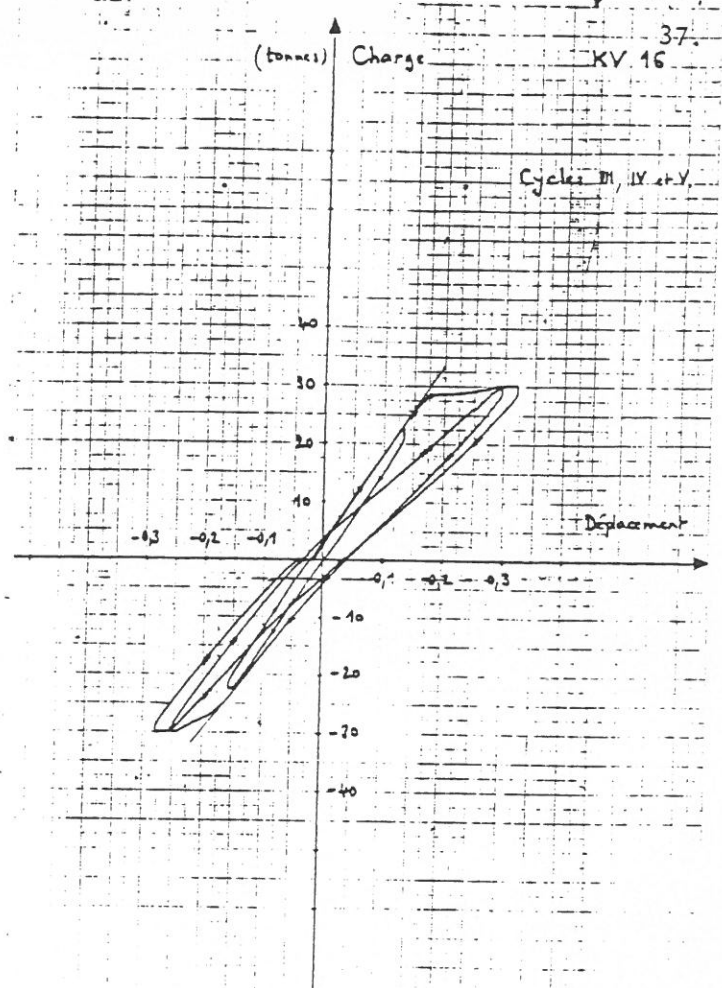 37.
(tonnes) Charge
KV 16
Cycles III, IV et V.
40
30
20
10
Déplacement
-0,3 -0,2 -0,1
0,1 0,2 0,3
-10
-20
-30
-40